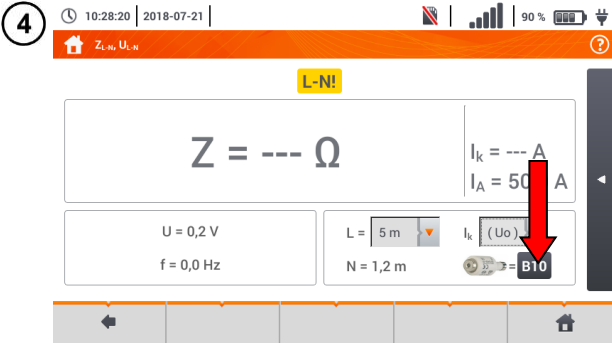 4
10:28:20 2018-07-21 90 %
ZL-N, UL-N
L-N!
Z = --- Ω
Ik = --- A
IA = 50 A
U = 0,2 V
f = 0,0 Hz
L = 5 m
N = 1,2 m
Ik (Uo)
= B10